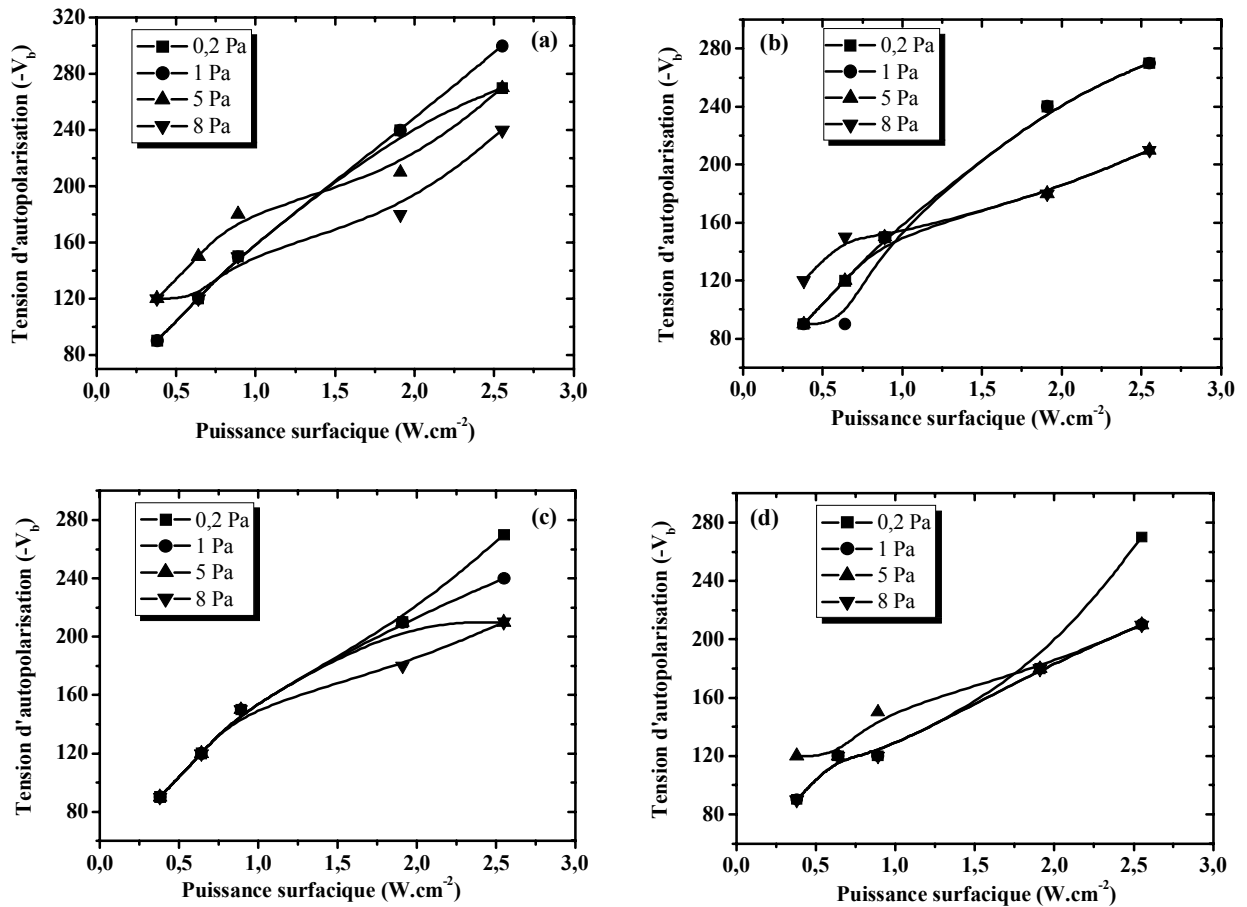 (a)
0,2 Pa
1 Pa
5 Pa
8 Pa
320
280
240
200
160
120
80
0,0 0,5 1,0 1,5 2,0 2,5 3,0
Tension d'autopolarisation (-V_b)
Puissance surfacique (W.cm^-2)
(b)
0,2 Pa
1 Pa
5 Pa
8 Pa
280
240
200
160
120
80
0,0 0,5 1,0 1,5 2,0 2,5 3,0
Tension d'autopolarisation (-V_b)
Puissance surfacique (W.cm^-2)
(c)
0,2 Pa
1 Pa
5 Pa
8 Pa
280
240
200
160
120
80
0,0 0,5 1,0 1,5 2,0 2,5 3,0
Tension d'autopolarisation (-V_b)
Puissance surfacique (W.cm^-2)
(d)
0,2 Pa
1 Pa
5 Pa
8 Pa
280
240
200
160
120
80
0,0 0,5 1,0 1,5 2,0 2,5 3,0
Tension d'autopolarisation (-V_b)
Puissance surfacique (W.cm^-2)